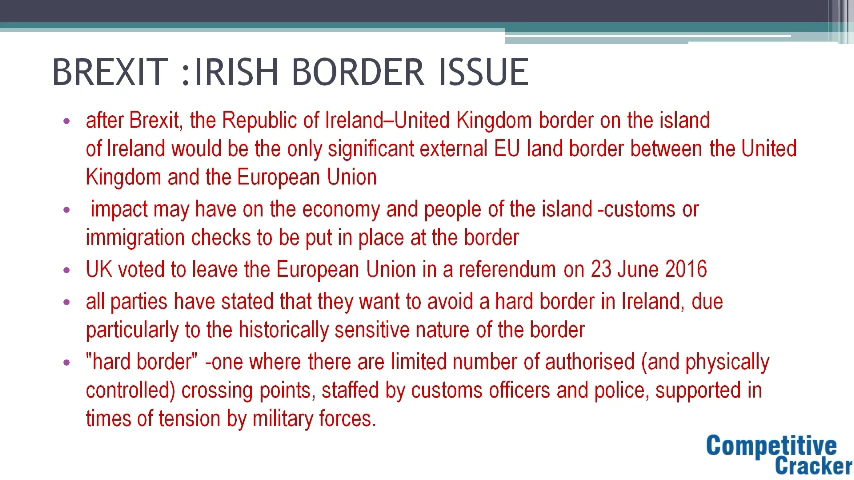 BREXIT :IRISH BORDER ISSUE
• after Brexit, the Republic of Ireland–United Kingdom border on the island
of Ireland would be the only significant external EU land border between the United
Kingdom and the European Union
• impact may have on the economy and people of the island -customs or
immigration checks to be put in place at the border
• UK voted to leave the European Union in a referendum on 23 June 2016
• all parties have stated that they want to avoid a hard border in Ireland, due
particularly to the historically sensitive nature of the border
• "hard border" -one where there are limited number of authorised (and physically
controlled) crossing points, staffed by customs officers and police, supported in
times of tension by military forces.
Competitive
Cracker